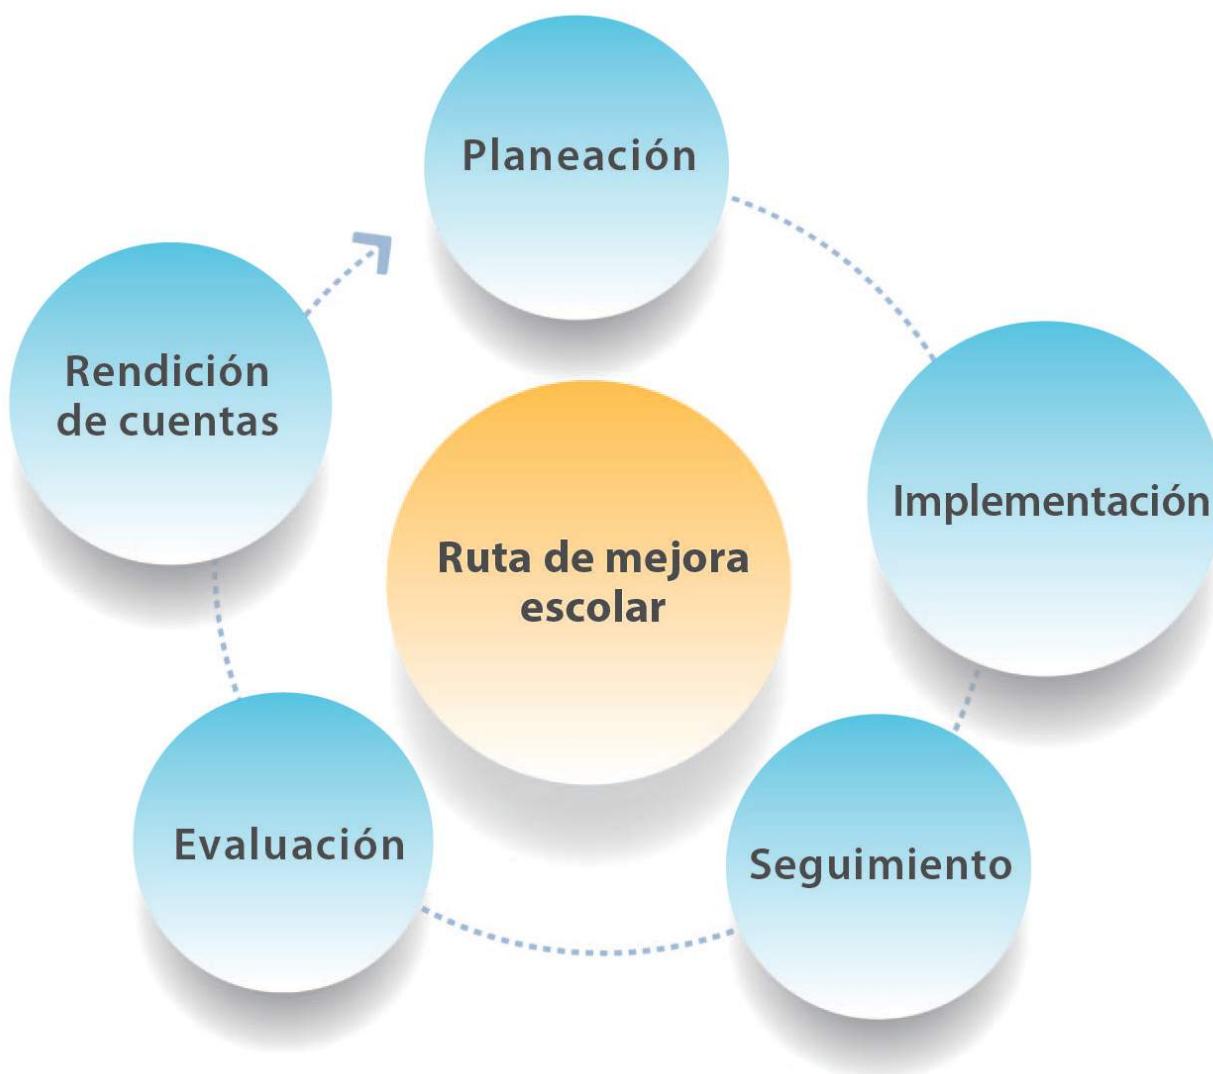 Planeación
Implementación
Seguimiento
Evaluación
Rendición
de cuentas
Ruta de mejora
escolar